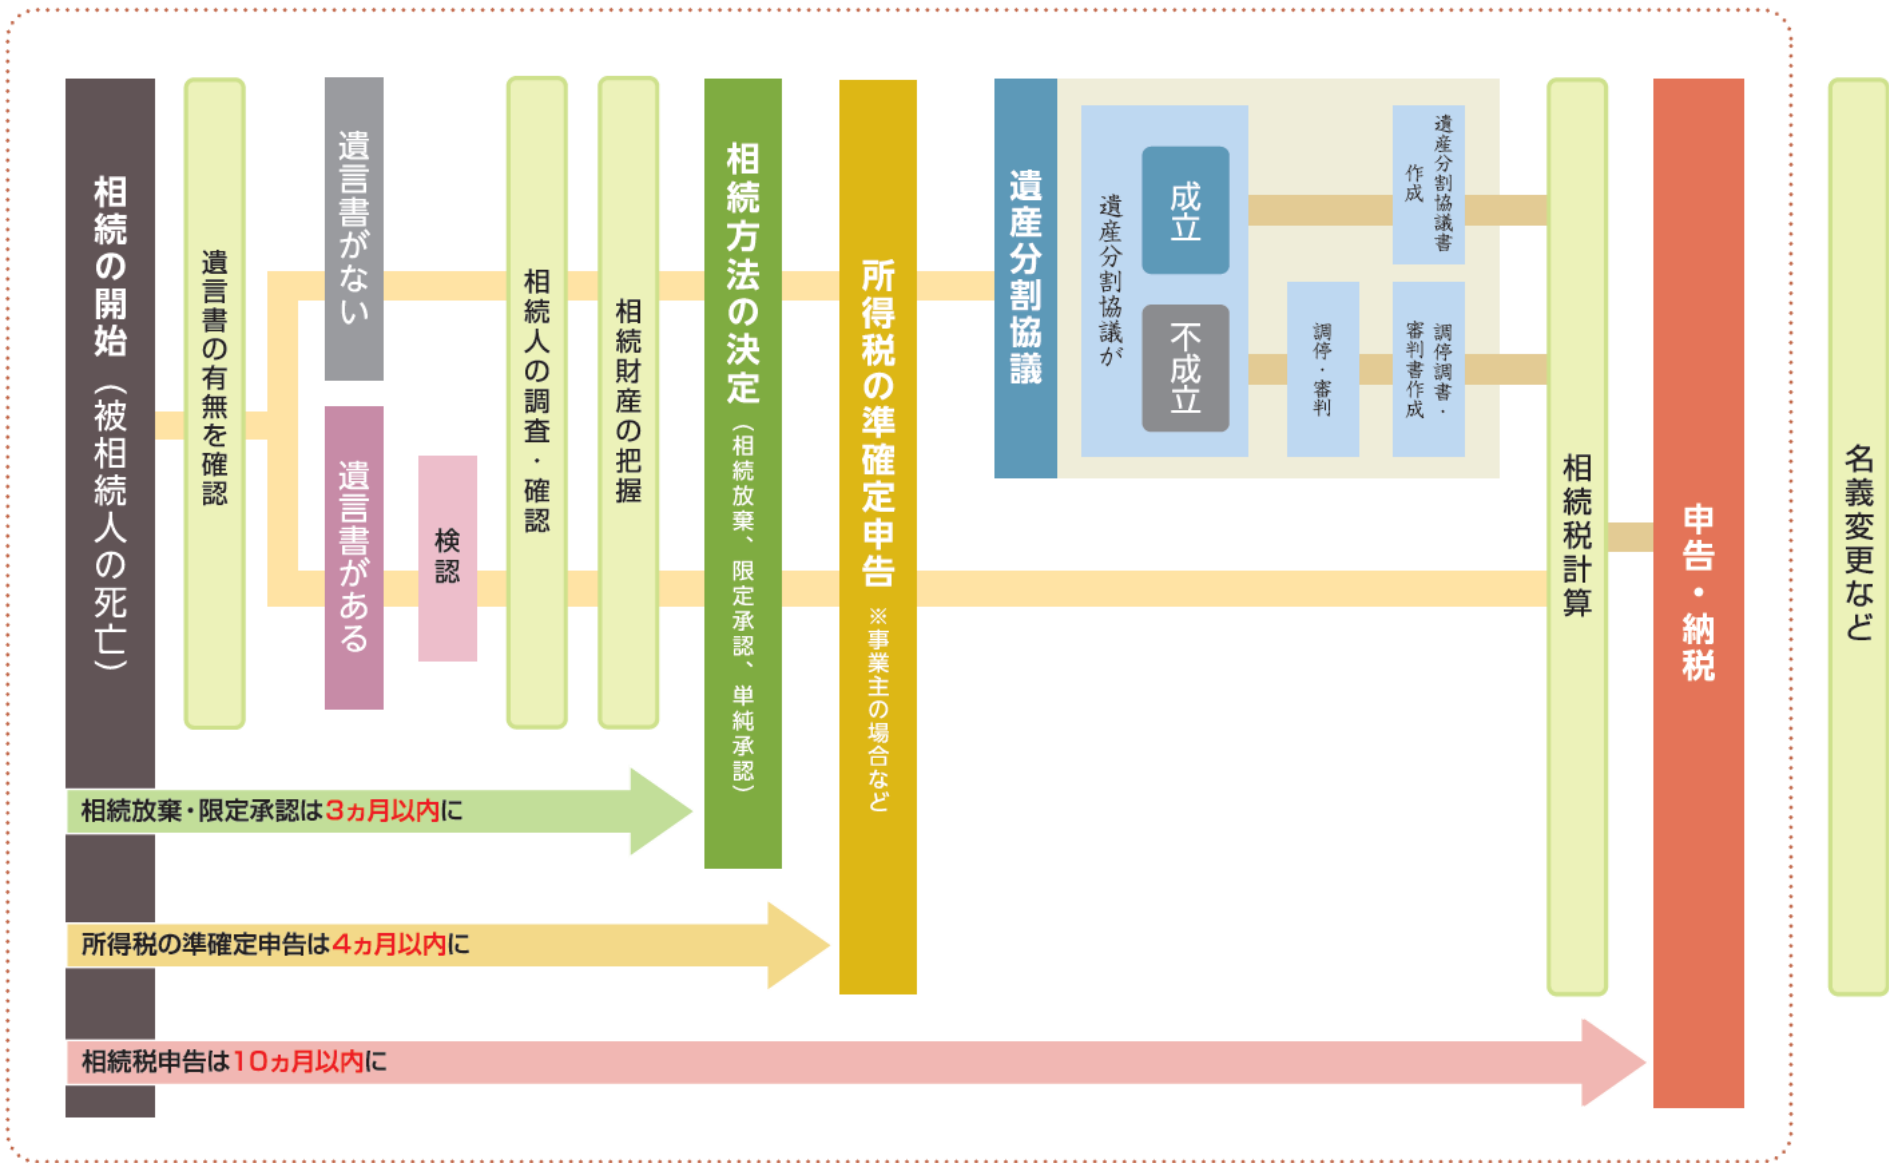 相続の開始（被相続人の死亡）
遺言書の有無を確認
遺言書がない
遺言書がある
検認
相続人の調査・確認
相続財産の把握
相続方法の決定（相続放棄、限定承認、単純承認）
所得税の準確定申告 ※事業主の場合など
遺産分割協議
遺産分割協議が
成立
不成立
遺産分割協議書
作成
調停・審判
調停調書・
審判書作成
相続税計算
申告・納税
名義変更など
相続放棄・限定承認は3ヵ月以内に
所得税の準確定申告は4ヵ月以内に
相続税申告は10ヵ月以内に